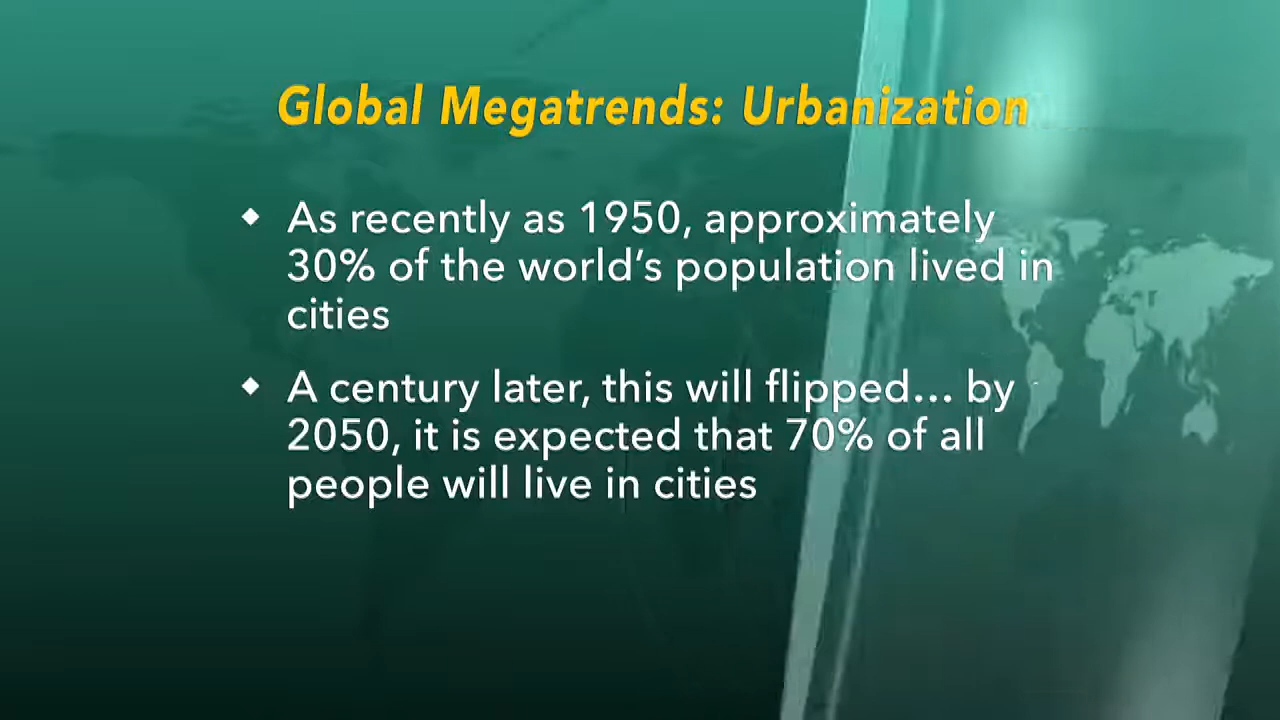 Global Megatrends: Urbanization
◆ As recently as 1950, approximately
30% of the world’s population lived in
cities
◆ A century later, this will flipped... by
2050, it is expected that 70% of all
people will live in cities